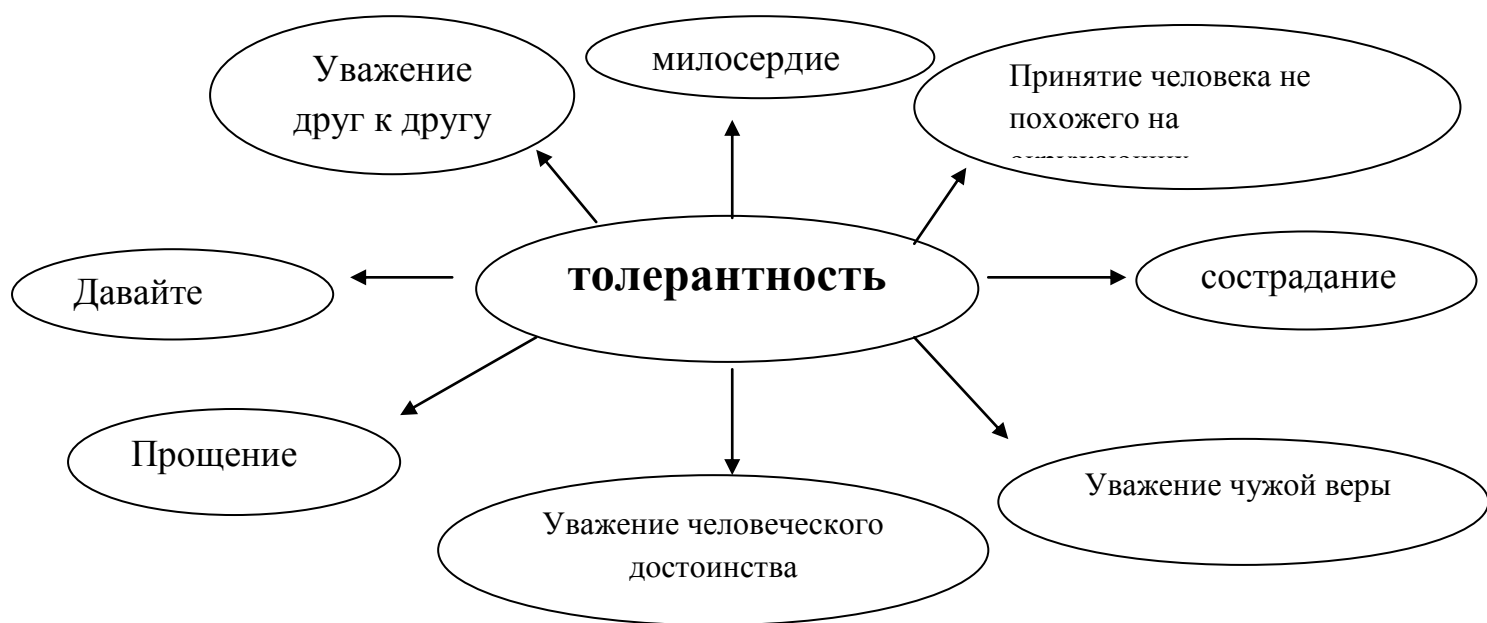 Уважение
друг к другу
милосердие
Принятие человека не
похожего на
толерантность
Давайте
сострадание
Прощение
Уважение чужой веры
Уважение человеческого
достоинства